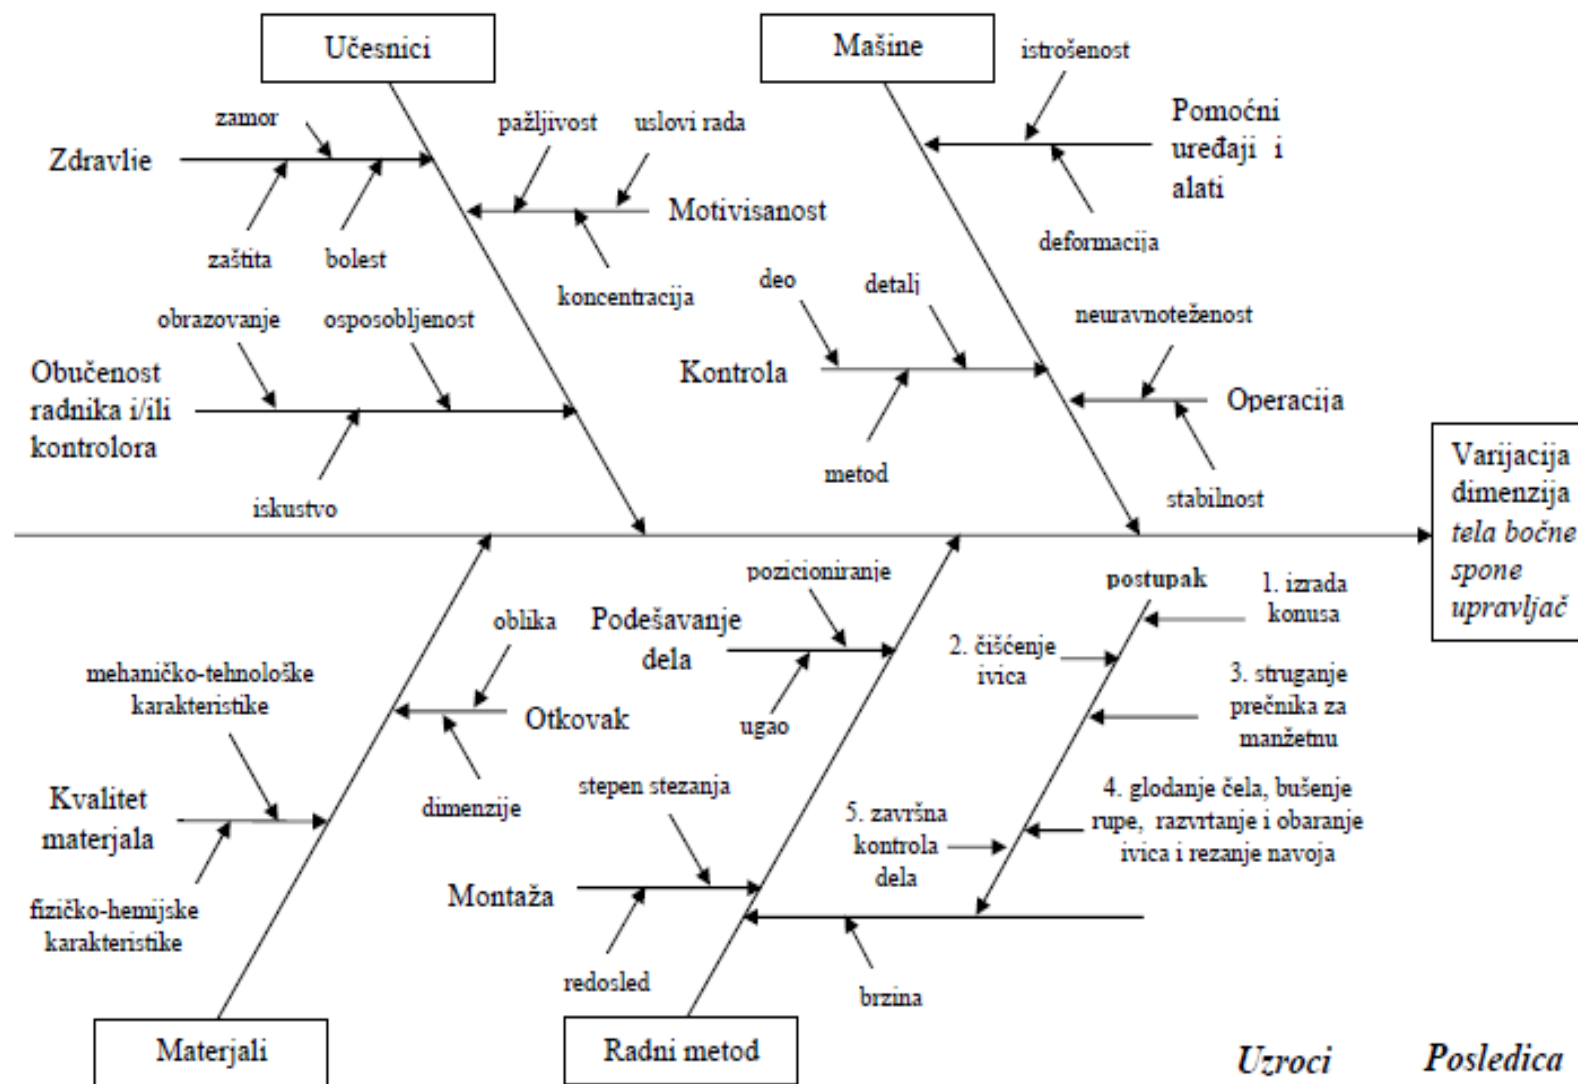 Učesnici
Mašine
istrošenost
zamor
pažljivost
uslovi rada
Pomoćni
uređaji i
alati
Zdravlje
Motivisanost
zaštita
bolest
koncentracija
deformacija
deo
detalj
obrazovanje
osposobljenost
neuravnoteženost
Obučenost
radnika i/ili
kontrolora
Kontrola
Operacija
metod
iskustvo
stabilnost
Varijacija
dimenzija
tela bočne
spone
upravljač
pozicioniranje
postupak
1. izrada
konusa
oblika
Podešavanje
dela
2. čišćenje
ivica
mehaničko-tehnološke
karakteristike
Otkovak
ugao
3. struganje
prečnika za
manžetnu
dimenzije
stepen stezanja
Kvalitet
materjala
5. završna
kontrola
dela
4. glodanje čela, bušenje
rupe, razvrtanje i obaranje
ivica i rezanje navoja
Montaža
fizičko-hemijske
karakteristike
redosled
brzina
Materjali
Radni metod
Uzroci
Posledica